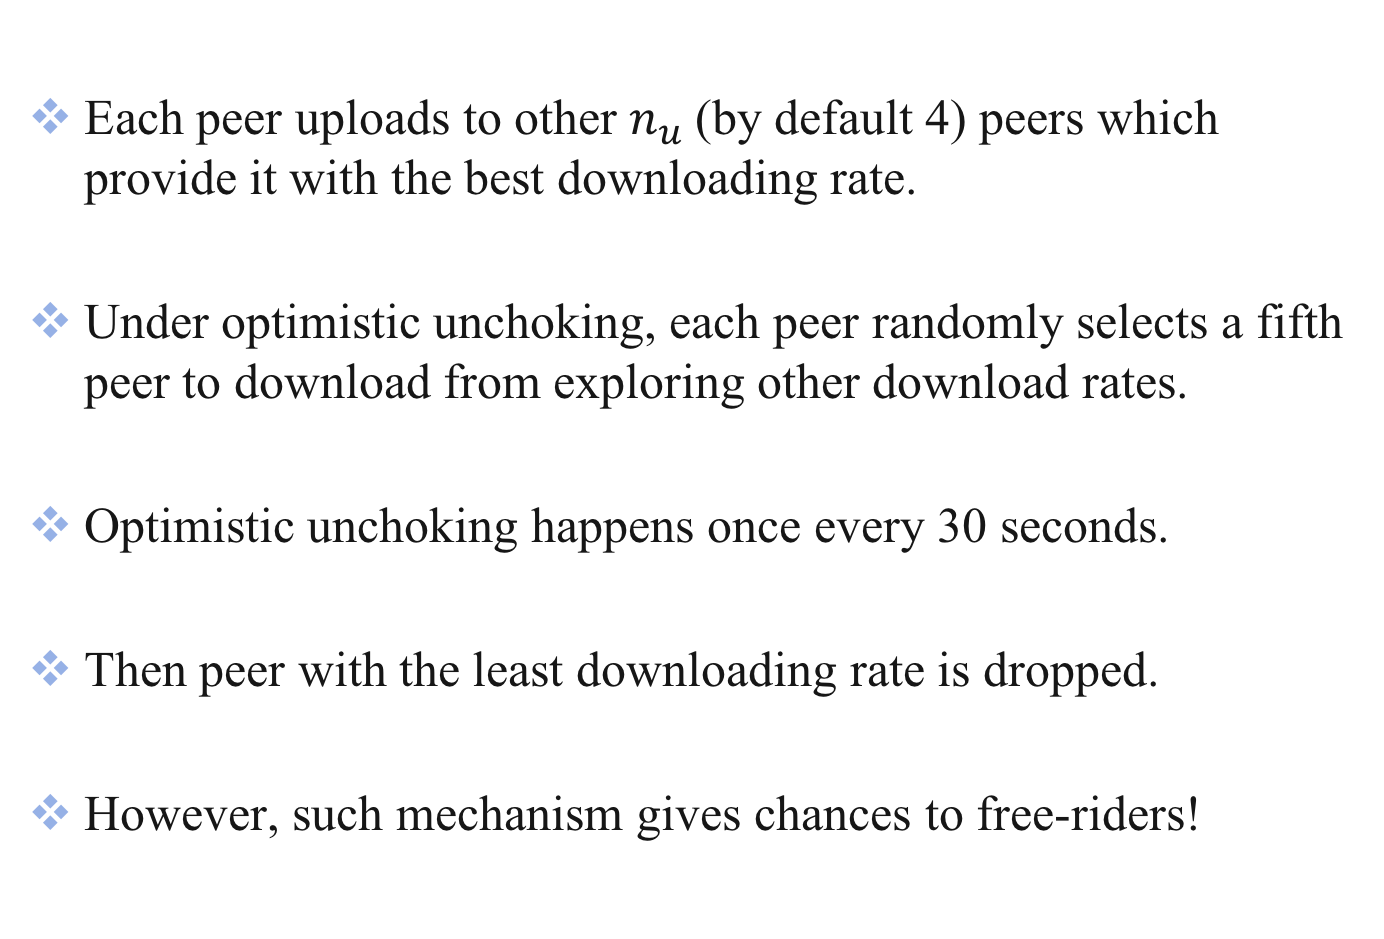 ❖ Each peer uploads to other $n_u$ (by default 4) peers which
provide it with the best downloading rate.
❖ Under optimistic unchoking, each peer randomly selects a fifth
peer to download from exploring other download rates.
❖ Optimistic unchoking happens once every 30 seconds.
❖ Then peer with the least downloading rate is dropped.
❖ However, such mechanism gives chances to free-riders!